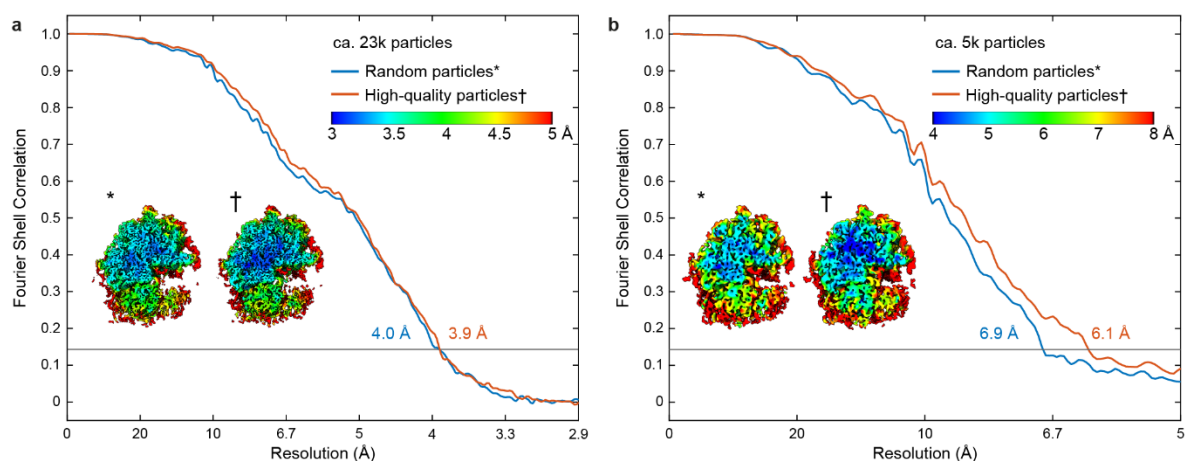 a
ca. 23k particles
Random particles*
High-quality particles†
3 3.5 4 4.5 5 Å
1.0
0.9
0.8
0.7
0.6
0.5
0.4
0.3
0.2
0.1
0
Fourier Shell Correlation
* †
4.0 Å 3.9 Å
0 20 10 6.7 5 4 3.3 2.9
Resolution (Å)
b
ca. 5k particles
Random particles*
High-quality particles†
4 5 6 7 8 Å
1.0
0.9
0.8
0.7
0.6
0.5
0.4
0.3
0.2
0.1
0
Fourier Shell Correlation
* †
6.9 Å 6.1 Å
0 20 10 6.7 5
Resolution (Å)